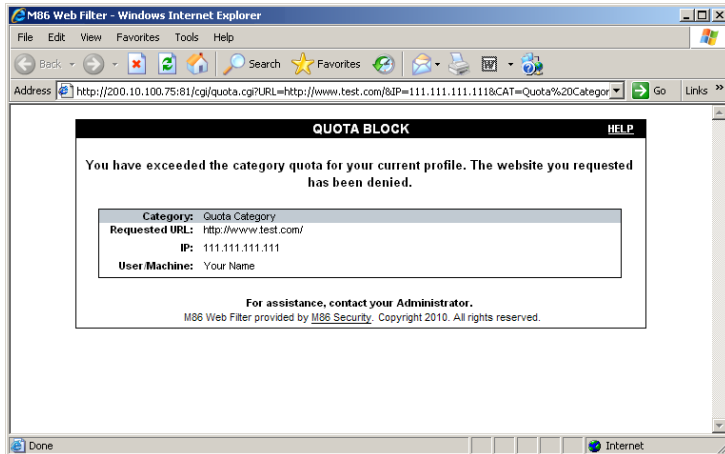 M86 Web Filter - Windows Internet Explorer
File Edit View Favorites Tools Help
Back Search Favorites
Address http://200.10.100.75:81/cgi/quota.cgi?URL=http://www.test.com/&IP=111.111.111.111&CAT=Quota%20Categor Go Links »
QUOTA BLOCK HELP
You have exceeded the category quota for your current profile. The website you requested
has been denied.
Category: Quota Category
Requested URL: http://www.test.com/
IP: 111.111.111.111
User/Machine: Your Name
For assistance, contact your Administrator.
M86 Web Filter provided by M86 Security. Copyright 2010. All rights reserved.
Done Internet